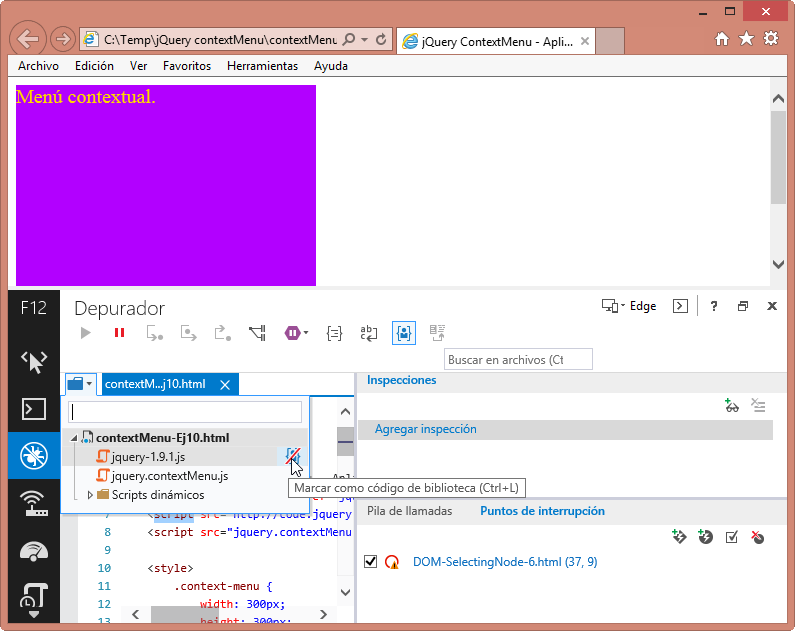 C:\Temp\jQuery contextMenu\contextMenu
jQuery ContextMenu - Apli...
Archivo Edición Ver Favoritos Herramientas Ayuda
Menú contextual.
F12 Depurador Edge ?
Buscar en archivos (Ct
contextM...j10.html
Inspecciones
contextMenu-Ej10.html
Agregar inspección
jquery-1.9.1.js
jquery.contextMenu.js
Marcar como código de biblioteca (Ctrl+L)
Scripts dinámicos
Pila de llamadas Puntos de interrupción
7 <script src="http://code.jquery
8 <script src="jquery.contextMenu
9
10 <style>
DOM-SelectingNode-6.html (37, 9)
11 .context-menu {
12 width: 300px;
13 height: 300px;